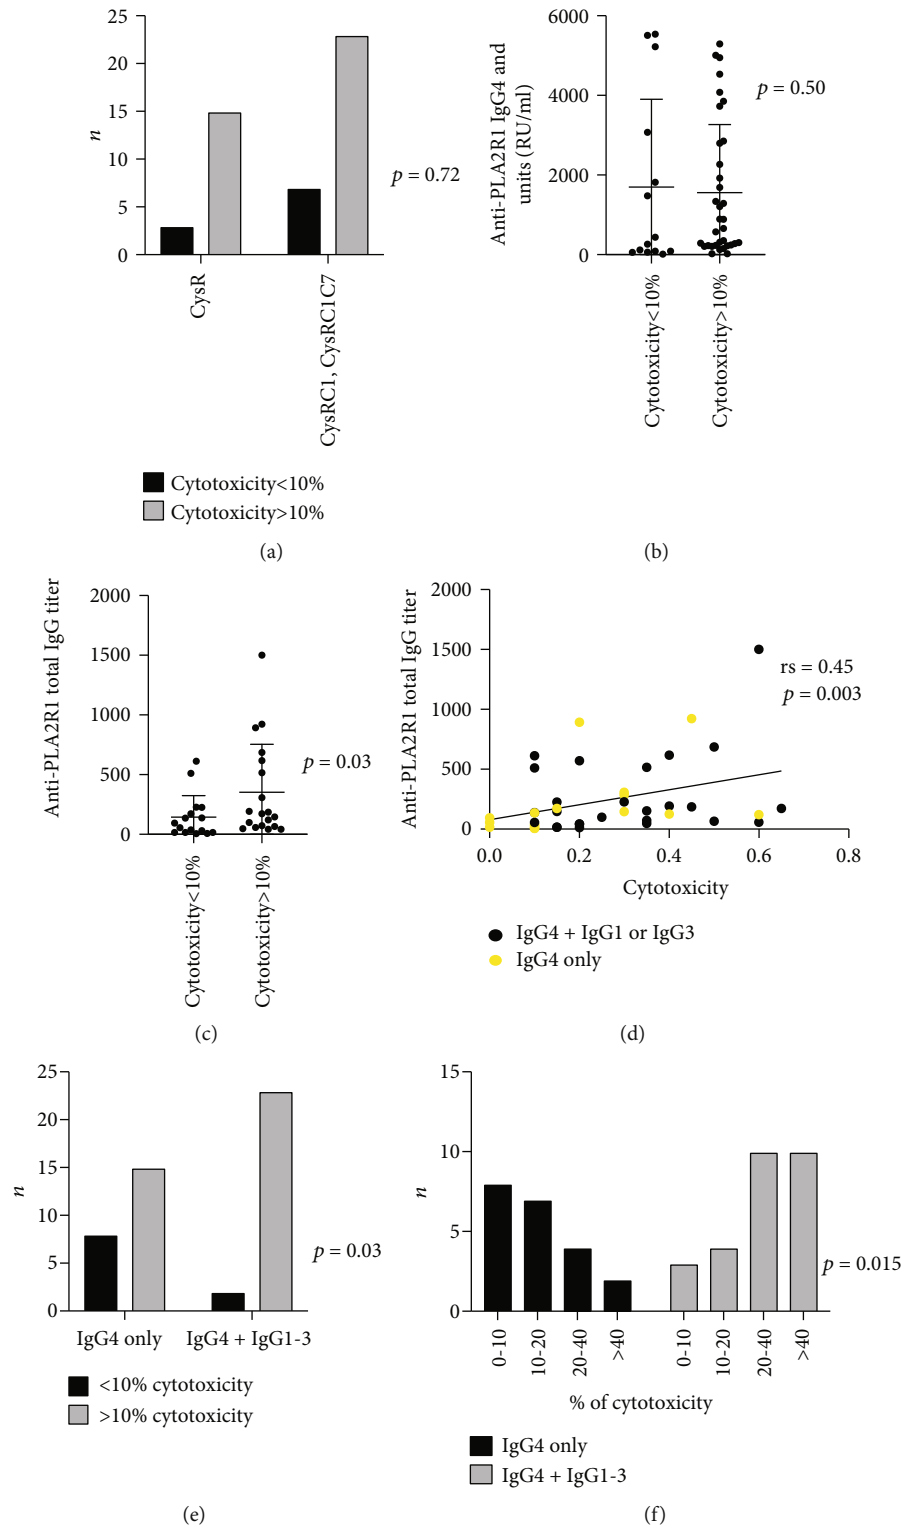 25
20
15
10
5
0
n
p = 0.72
CysR
CysRC1, CysRC1C7
Cytotoxicity<10%
Cytotoxicity>10%
(a)
6000
4000
2000
0
Anti-PLA2R1 IgG4 and
units (RU/ml)
p = 0.50
Cytotoxicity<10%
Cytotoxicity>10%
(b)
2000
1500
1000
500
0
Anti-PLA2R1 total IgG titer
p = 0.03
Cytotoxicity<10%
Cytotoxicity>10%
(c)
2000
1500
1000
500
0
Anti-PLA2R1 total IgG titer
rs = 0.45
p = 0.003
0.0 0.2 0.4 0.6 0.8
Cytotoxicity
IgG4 + IgG1 or IgG3
IgG4 only
(d)
25
20
15
10
5
0
n
p = 0.03
IgG4 only IgG4 + IgG1-3
<10% cytotoxicity
>10% cytotoxicity
(e)
15
10
5
0
n
p = 0.015
0-10
10-20
20-40
>40
0-10
10-20
20-40
>40
% of cytotoxicity
IgG4 only
IgG4 + IgG1-3
(f)